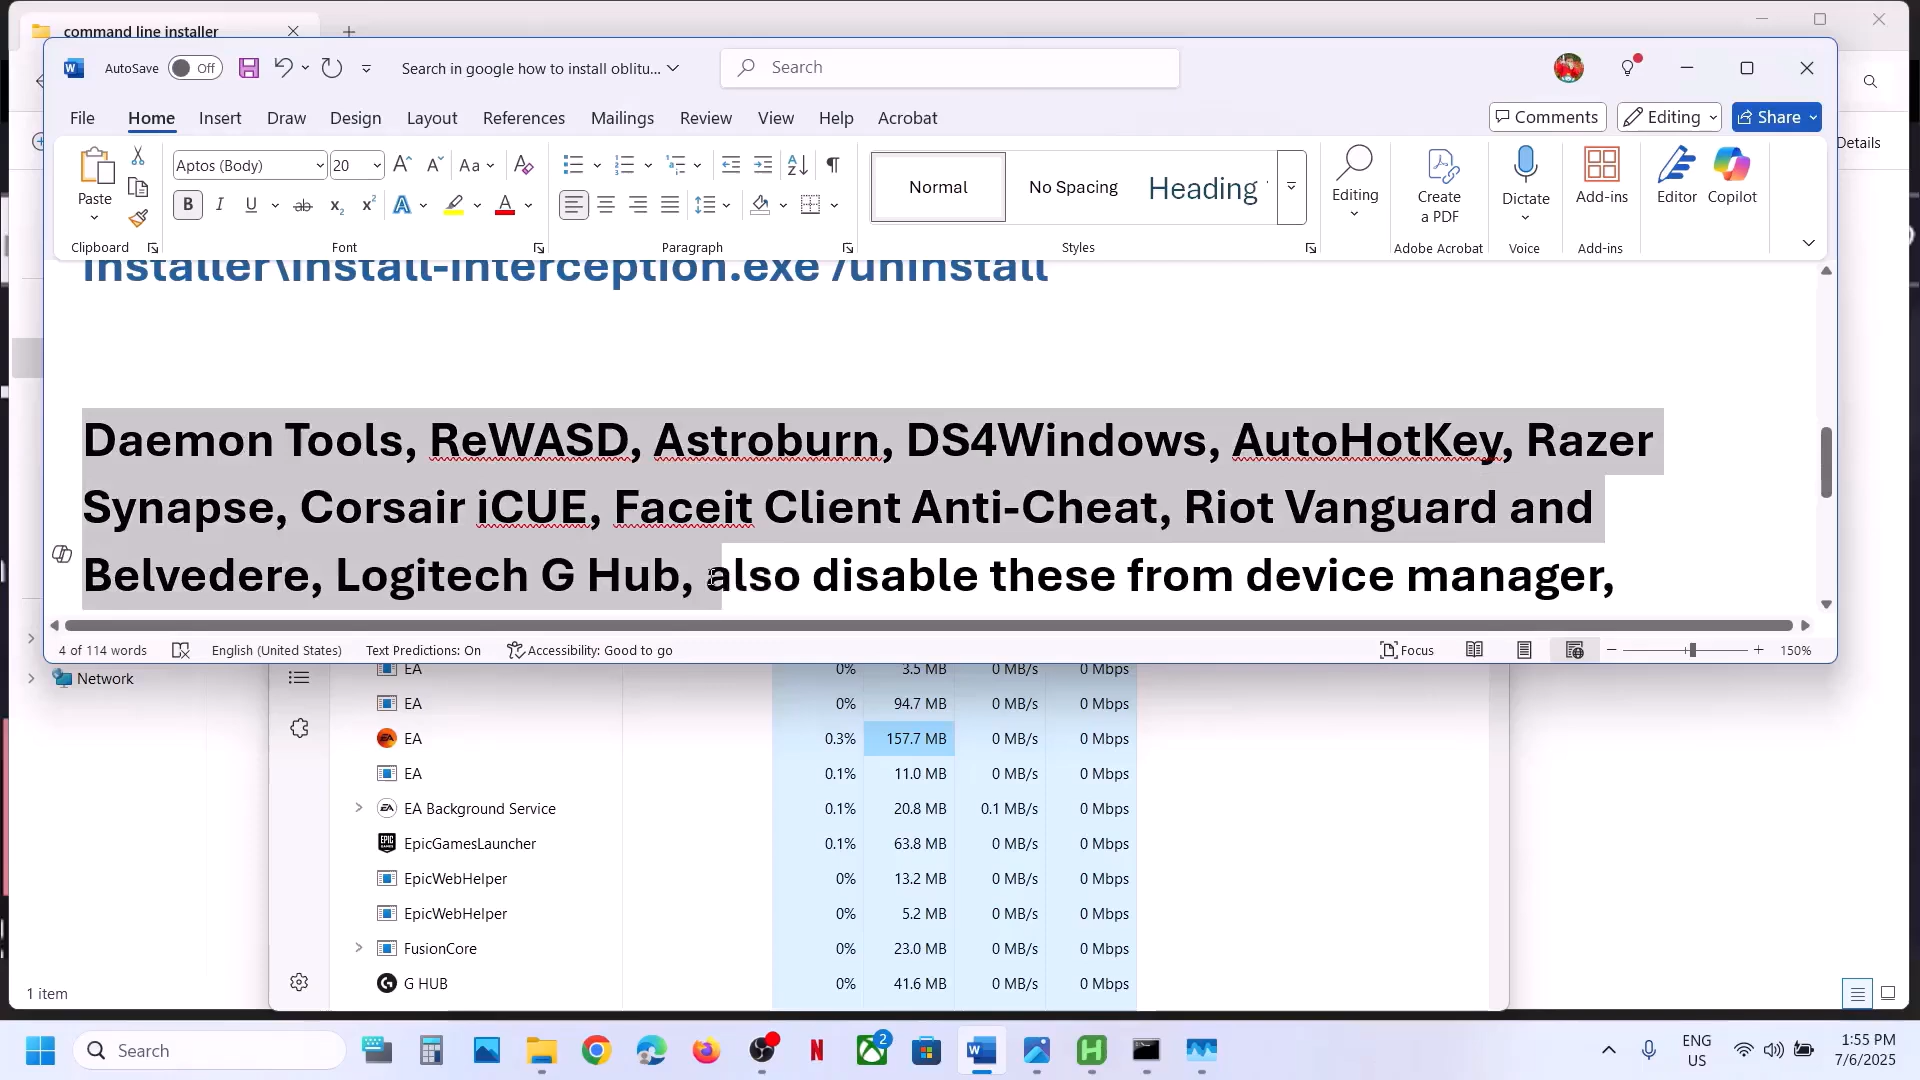 command line installer
AutoSave Off Search in google how to install oblitu... Search
File Home Insert Draw Design Layout References Mailings Review View Help Acrobat Comments Editing Share
Details
Paste Aptos (Body) 20 Aa Normal No Spacing Heading Editing Create a PDF Dictate Add-ins Editor Copilot
Clipboard Font Paragraph Styles Adobe Acrobat Voice Add-ins
installer\install-interception.exe /uninstall
Daemon Tools, ReWASD, Astroburn, DS4Windows, AutoHotKey, Razer
Synapse, Corsair iCUE, Faceit Client Anti-Cheat, Riot Vanguard and
Belvedere, Logitech G Hub, also disable these from device manager,
4 of 114 words English (United States) Text Predictions: On Accessibility: Good to go Focus 150%
Network
EA 0% 3.5 MB 0 MB/s 0 Mbps
EA 0% 94.7 MB 0 MB/s 0 Mbps
EA 0.3% 157.7 MB 0 MB/s 0 Mbps
EA 0.1% 11.0 MB 0 MB/s 0 Mbps
EA Background Service 0.1% 20.8 MB 0.1 MB/s 0 Mbps
EpicGamesLauncher 0.1% 63.8 MB 0 MB/s 0 Mbps
EpicWebHelper 0% 13.2 MB 0 MB/s 0 Mbps
EpicWebHelper 0% 5.2 MB 0 MB/s 0 Mbps
FusionCore 0% 23.0 MB 0 MB/s 0 Mbps
G HUB 0% 41.6 MB 0 MB/s 0 Mbps
1 item
Search 2 ENG US 1:55 PM
7/6/2025